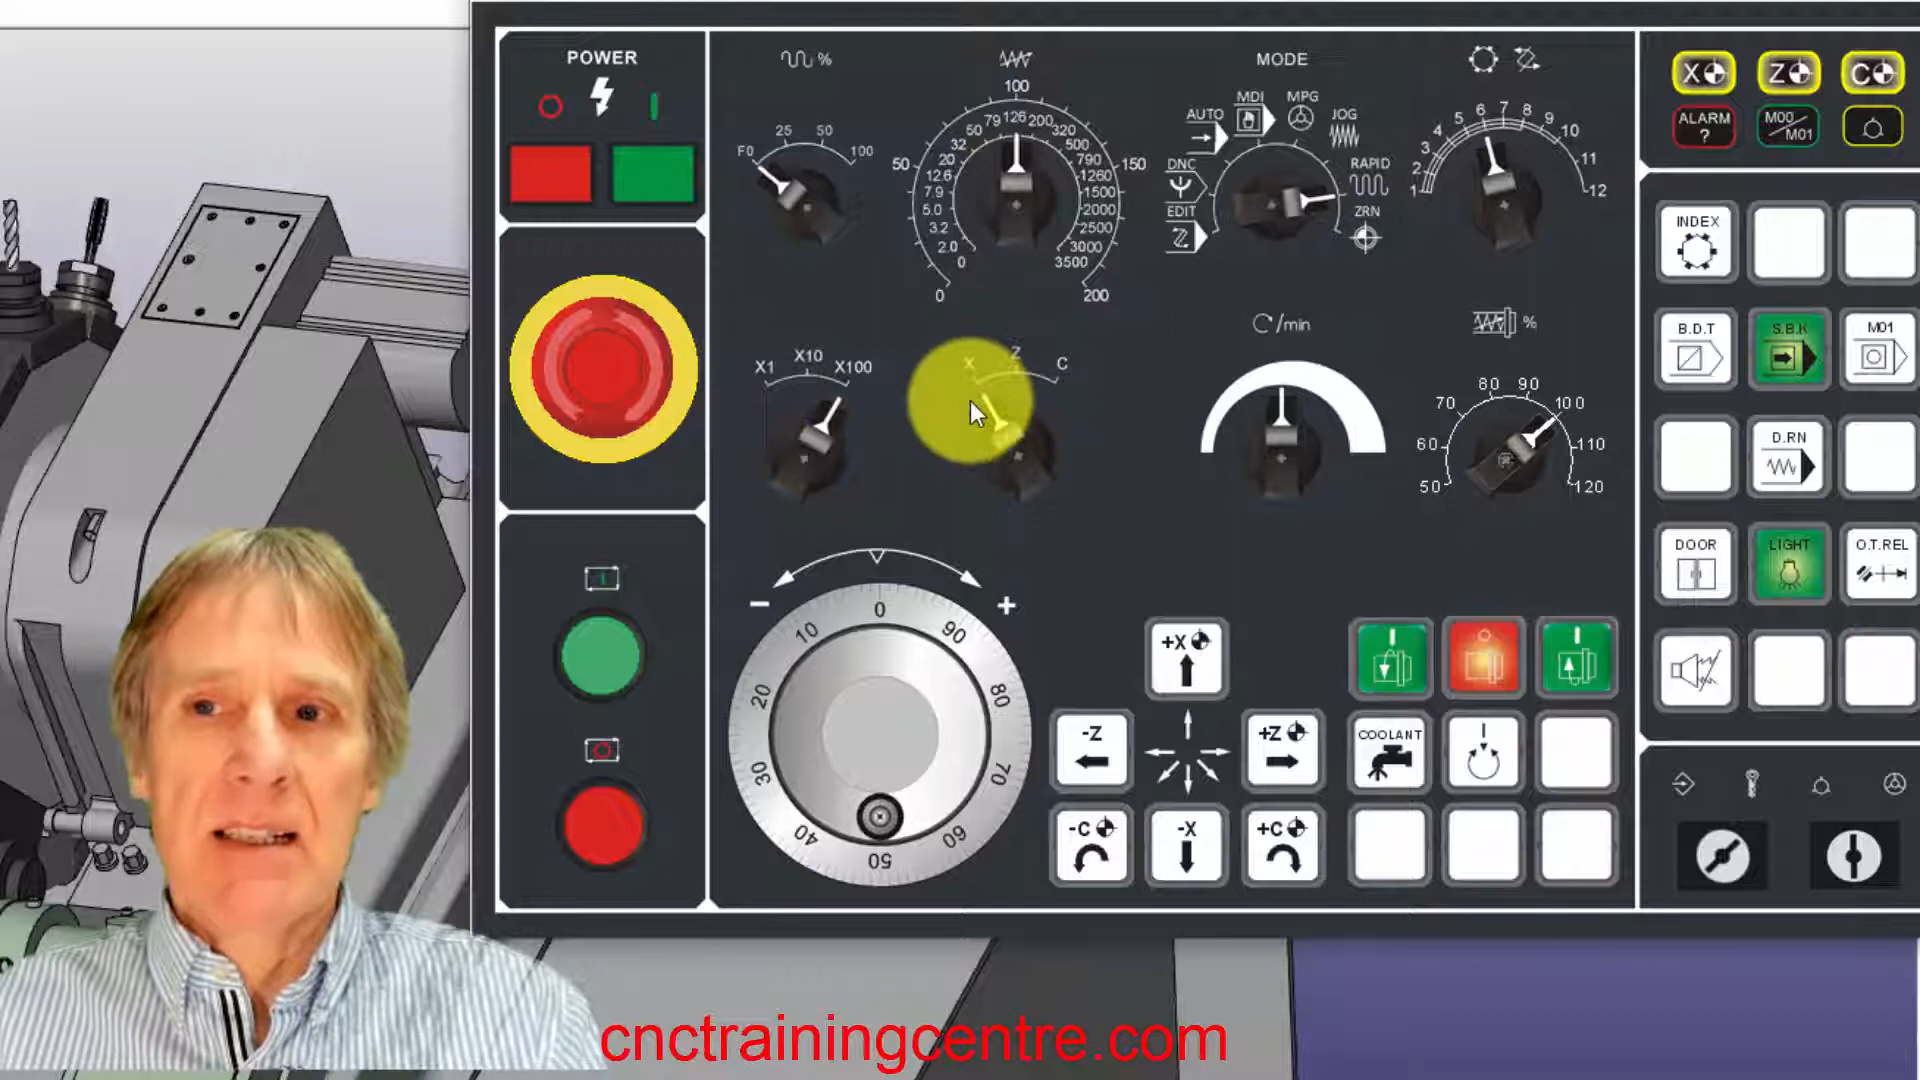 POWER
%
F0 25 50 100
100
50 150
0 200
0 2.0 3.2 5.0 7.9 12.6 20 32 50 79 126 200 320 500 790 1260 1500 2000 2500 3000 3500
MODE
EDIT DNC AUTO MDI MPG JOG RAPID ZRN
1 2 3 4 5 6 7 8 9 10 11 12
X Z C
ALARM ? M00/M01
INDEX
B.D.T S.B.K M01
D.RN
DOOR LIGHT O.T.REL
X1 X10 X100
X Z C
/min
%
50 60 70 80 90 100 110 120
- +
0 10 20 30 40 50 60 70 80 90
+X
-Z +Z
-C -X +C
COOLANT
cnctrainingcentre.com